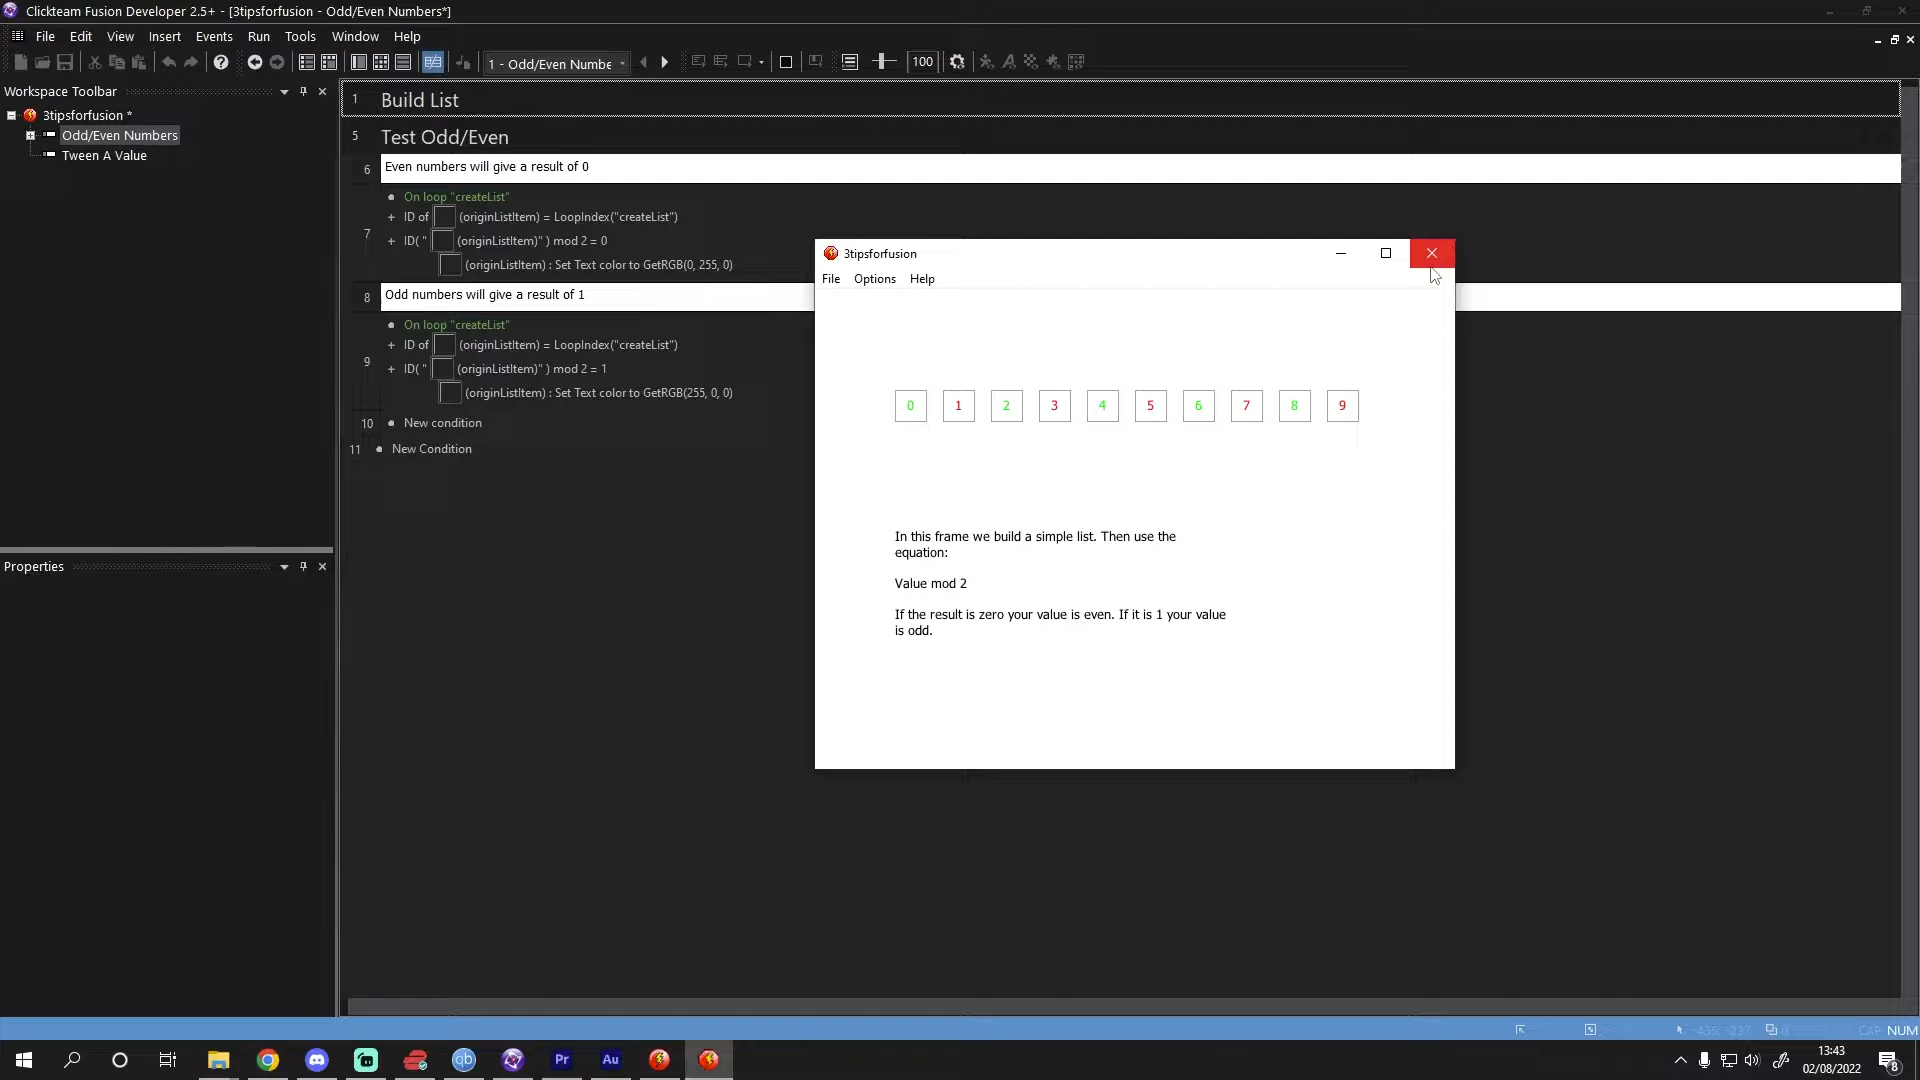 Clickteam Fusion Developer 2.5+ - [3tipsforfusion - Odd/Even Numbers*]
File Edit View Insert Events Run Tools Window Help
1 - Odd/Even Numbe
100
Workspace Toolbar
3tipsforfusion *
Odd/Even Numbers
Tween A Value
Properties
1 Build List
5 Test Odd/Even
6 Even numbers will give a result of 0
On loop "createList"
+ ID of (originListItem) = LoopIndex("createList")
7
+ ID( " (originListItem)" ) mod 2 = 0
(originListItem) : Set Text color to GetRGB(0, 255, 0)
8 Odd numbers will give a result of 1
On loop "createList"
+ ID of (originListItem) = LoopIndex("createList")
9
+ ID( " (originListItem)" ) mod 2 = 1
(originListItem) : Set Text color to GetRGB(255, 0, 0)
10 New condition
11 New Condition
3tipsforfusion
File Options Help
0 1 2 3 4 5 6 7 8 9
In this frame we build a simple list. Then use the
equation:
Value mod 2
If the result is zero your value is even. If it is 1 your value
is odd.
CAP NUM
qb Pr Au
13:43
02/08/2022
8